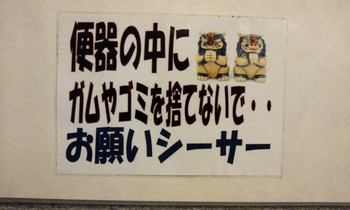 便器の中に
ガムやゴミを捨てないで・・
お願いシーサー